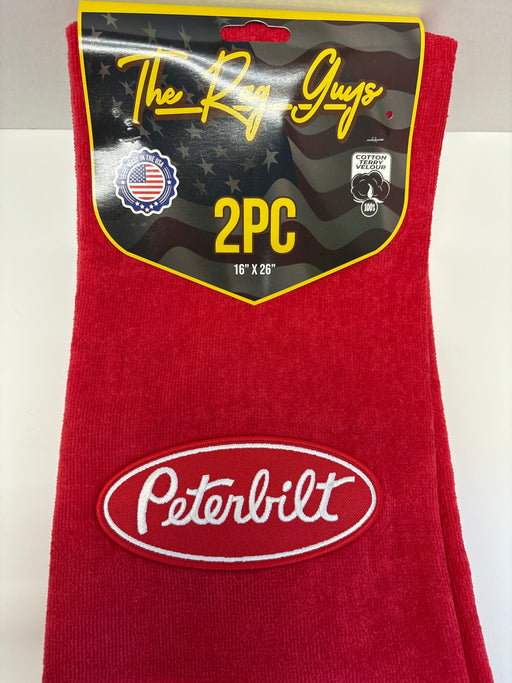 The Rag Guys
MADE IN THE USA
COTTON
TERRY
VELOUR
100%
2PC
16" X 26"
Peterbilt